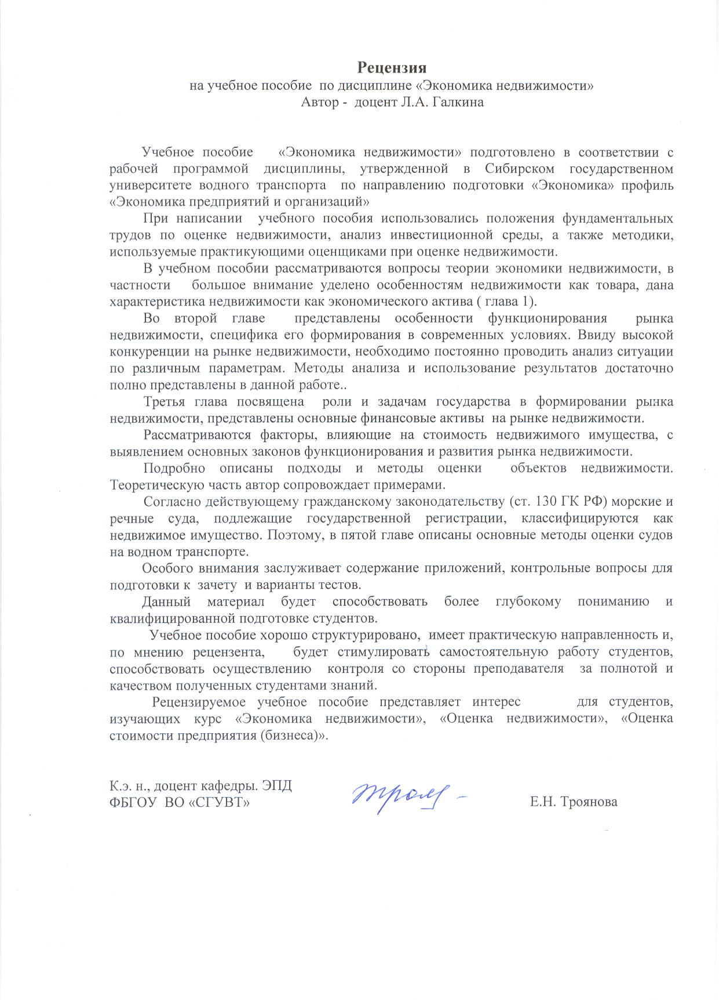 Рецензия
на учебное пособие по дисциплине «Экономика недвижимости»
Автор - доцент Л.А. Галкина
Учебное пособие «Экономика недвижимости» подготовлено в соответствии с
рабочей программой дисциплины, утвержденной в Сибирском государственном
университете водного транспорта по направлению подготовки «Экономика» профиль
«Экономика предприятий и организаций»
При написании учебного пособия использовались положения фундаментальных
трудов по оценке недвижимости, анализ инвестиционной среды, а также методики,
используемые практикующими оценщиками при оценке недвижимости.
В учебном пособии рассматриваются вопросы теории экономики недвижимости, в
частности большое внимание уделено особенностям недвижимости как товара, дана
характеристика недвижимости как экономического актива ( глава 1).
Во второй главе представлены особенности функционирования рынка
недвижимости, специфика его формирования в современных условиях. Ввиду высокой
конкуренции на рынке недвижимости, необходимо постоянно проводить анализ ситуации
по различным параметрам. Методы анализа и использование результатов достаточно
полно представлены в данной работе..
Третья глава посвящена роли и задачам государства в формировании рынка
недвижимости, представлены основные финансовые активы на рынке недвижимости.
Рассматриваются факторы, влияющие на стоимость недвижимого имущества, с
выявлением основных законов функционирования и развития рынка недвижимости.
Подробно описаны подходы и методы оценки объектов недвижимости.
Теоретическую часть автор сопровождает примерами.
Согласно действующему гражданскому законодательству (ст. 130 ГК РФ) морские и
речные суда, подлежащие государственной регистрации, классифицируются как
недвижимое имущество. Поэтому, в пятой главе описаны основные методы оценки судов
на водном транспорте.
Особого внимания заслуживает содержание приложений, контрольные вопросы для
подготовки к зачету и варианты тестов.
Данный материал будет способствовать более глубокому пониманию и
квалифицированной подготовке студентов.
Учебное пособие хорошо структурировано, имеет практическую направленность и,
по мнению рецензента, будет стимулировать самостоятельную работу студентов,
способствовать осуществлению контроля со стороны преподавателя за полнотой и
качеством полученных студентами знаний.
Рецензируемое учебное пособие представляет интерес для студентов,
изучающих курс «Экономика недвижимости», «Оценка недвижимости», «Оценка
стоимости предприятия (бизнеса)».
К.э. н., доцент кафедры. ЭПД
ФБГОУ ВО «СГУВТ» Е.Н. Троянова